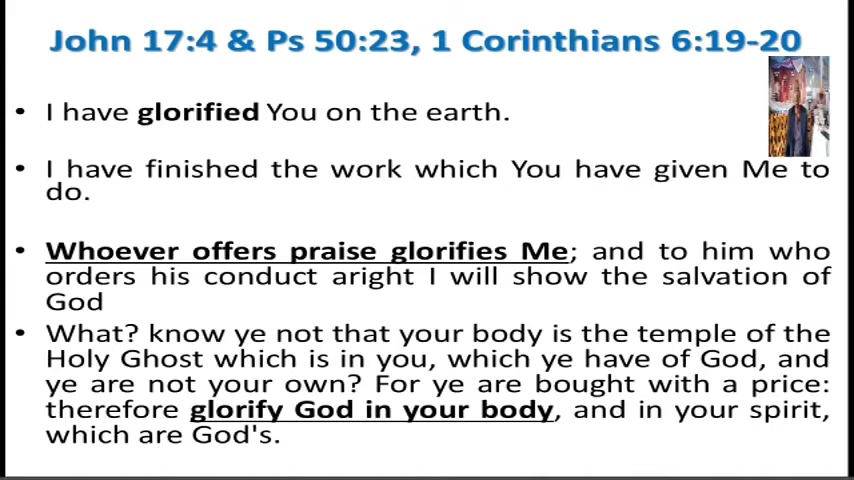 John 17:4 & Ps 50:23, 1 Corinthians 6:19-20
• I have glorified You on the earth.
• I have finished the work which You have given Me to
do.
• Whoever offers praise glorifies Me; and to him who
orders his conduct aright I will show the salvation of
God
• What? know ye not that your body is the temple of the
Holy Ghost which is in you, which ye have of God, and
ye are not your own? For ye are bought with a price:
therefore glorify God in your body, and in your spirit,
which are God's.